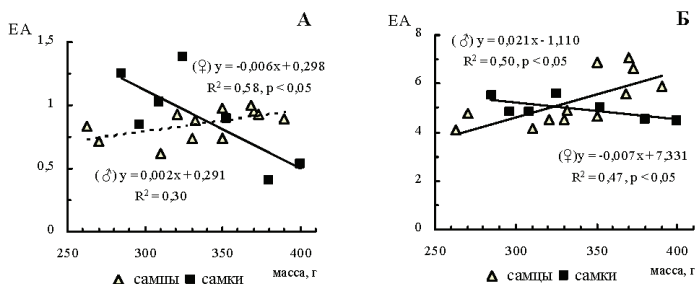 А
ЕА
1,5
1
0,5
0
(♀) y = -0,006x + 0,298
R² = 0,58, p < 0,05
(♂) y = 0,002x + 0,291
R² = 0,30
250 300 350 400
масса, г
самцы самки
Б
ЕА
8
6
4
2
0
(♂) y = 0,021x - 1,110
R² = 0,50, p < 0,05
(♀) y = -0,007x + 7,331
R² = 0,47, p < 0,05
250 300 350 400
масса, г
самцы самки